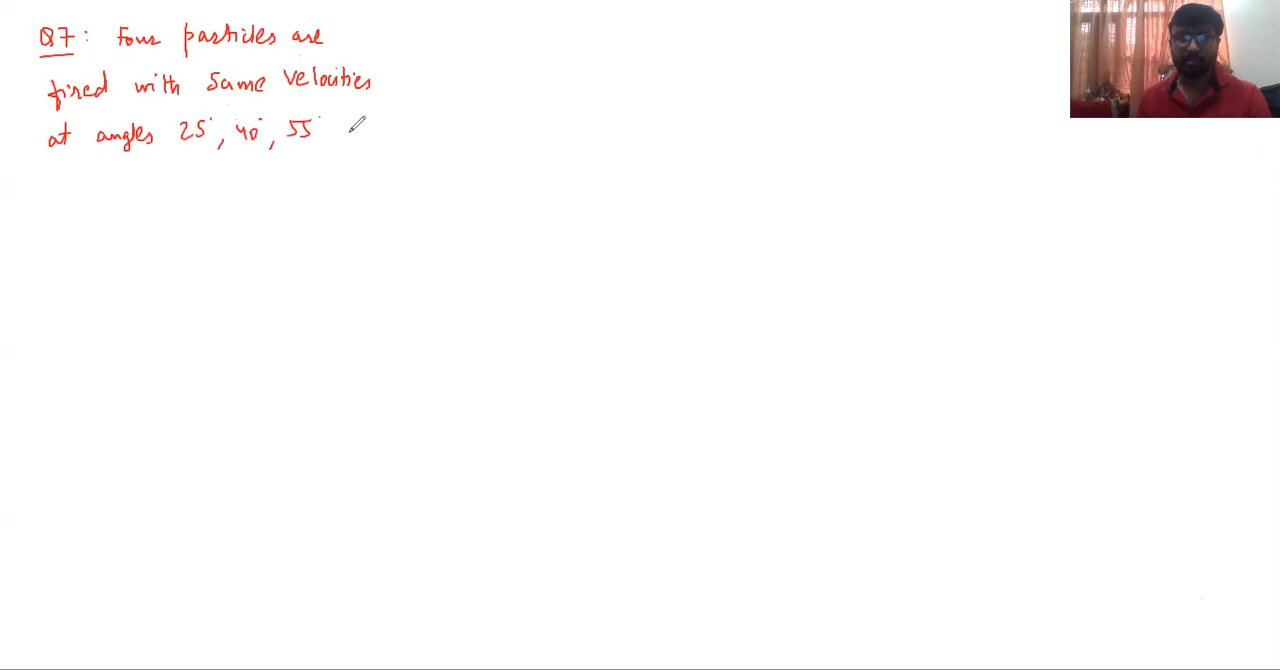 Q7: Four particles are
fired with same velocities
at angles 25°, 40°, 55°